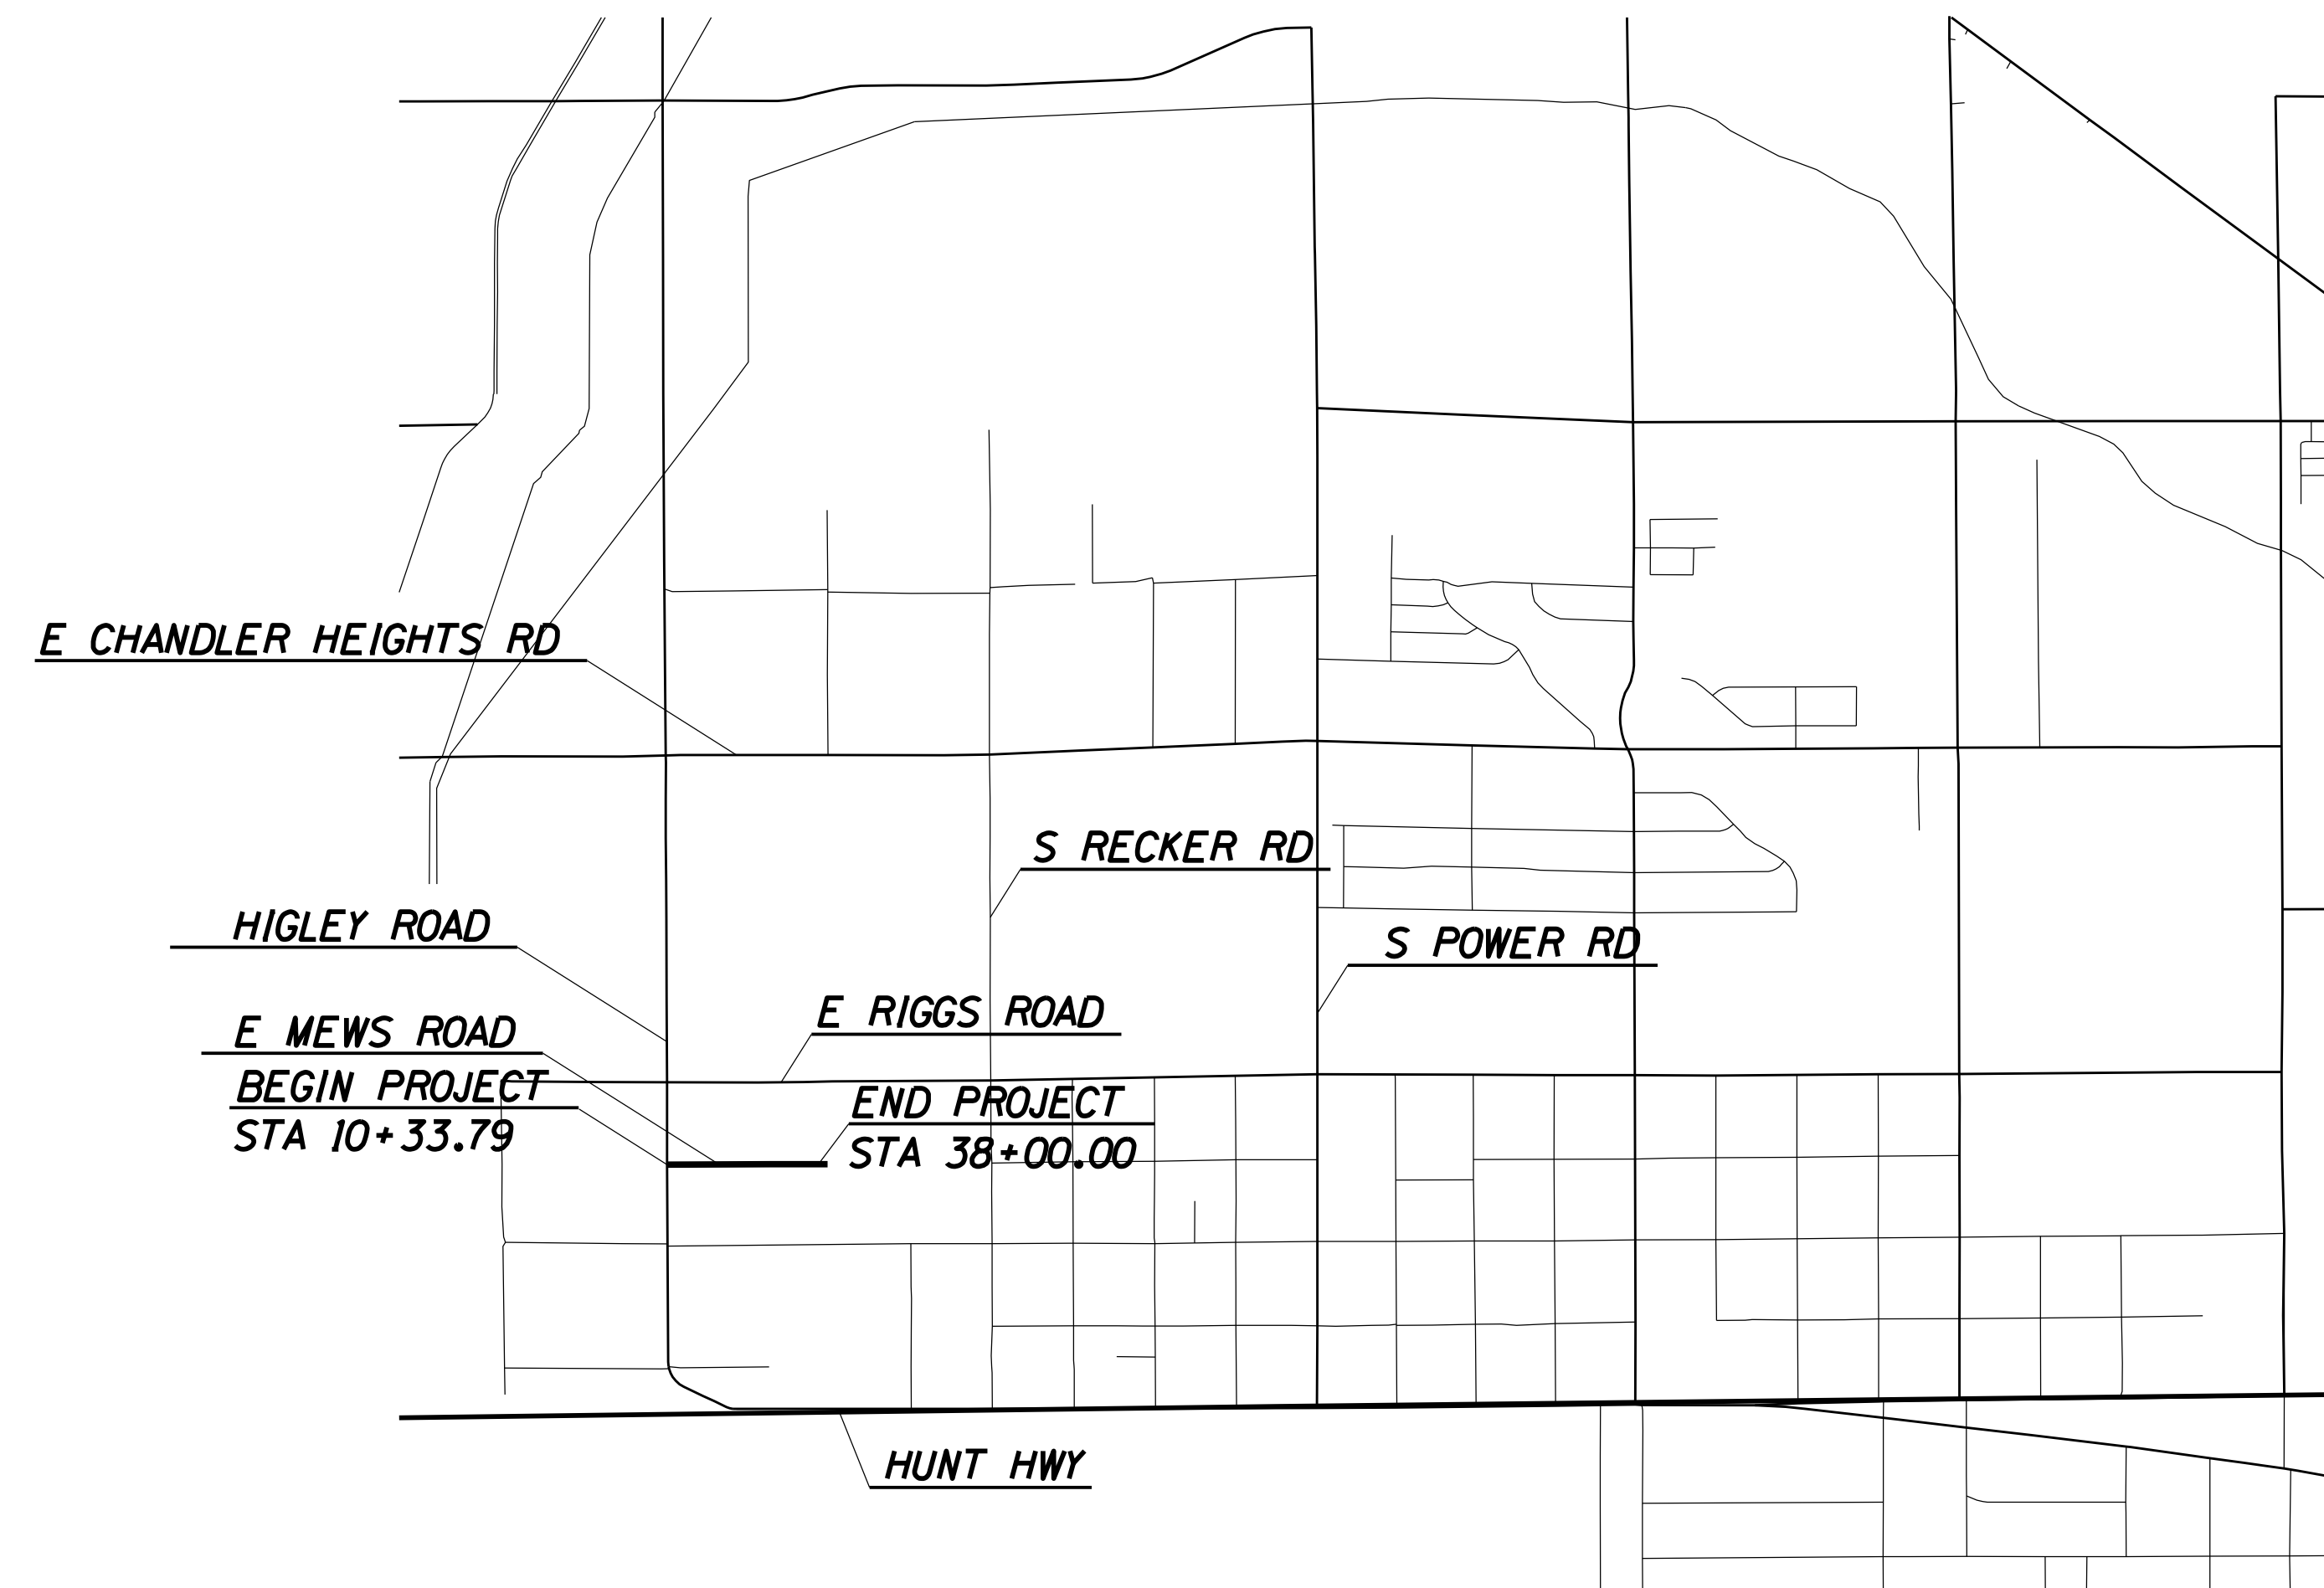 E CHANDLER HEIGHTS RD
S RECKER RD
HIGLEY ROAD
S POWER RD
E RIGGS ROAD
E MEWS ROAD
BEGIN PROJECT
STA 10+33.79
END PROJECT
STA 38+00.00
HUNT HWY